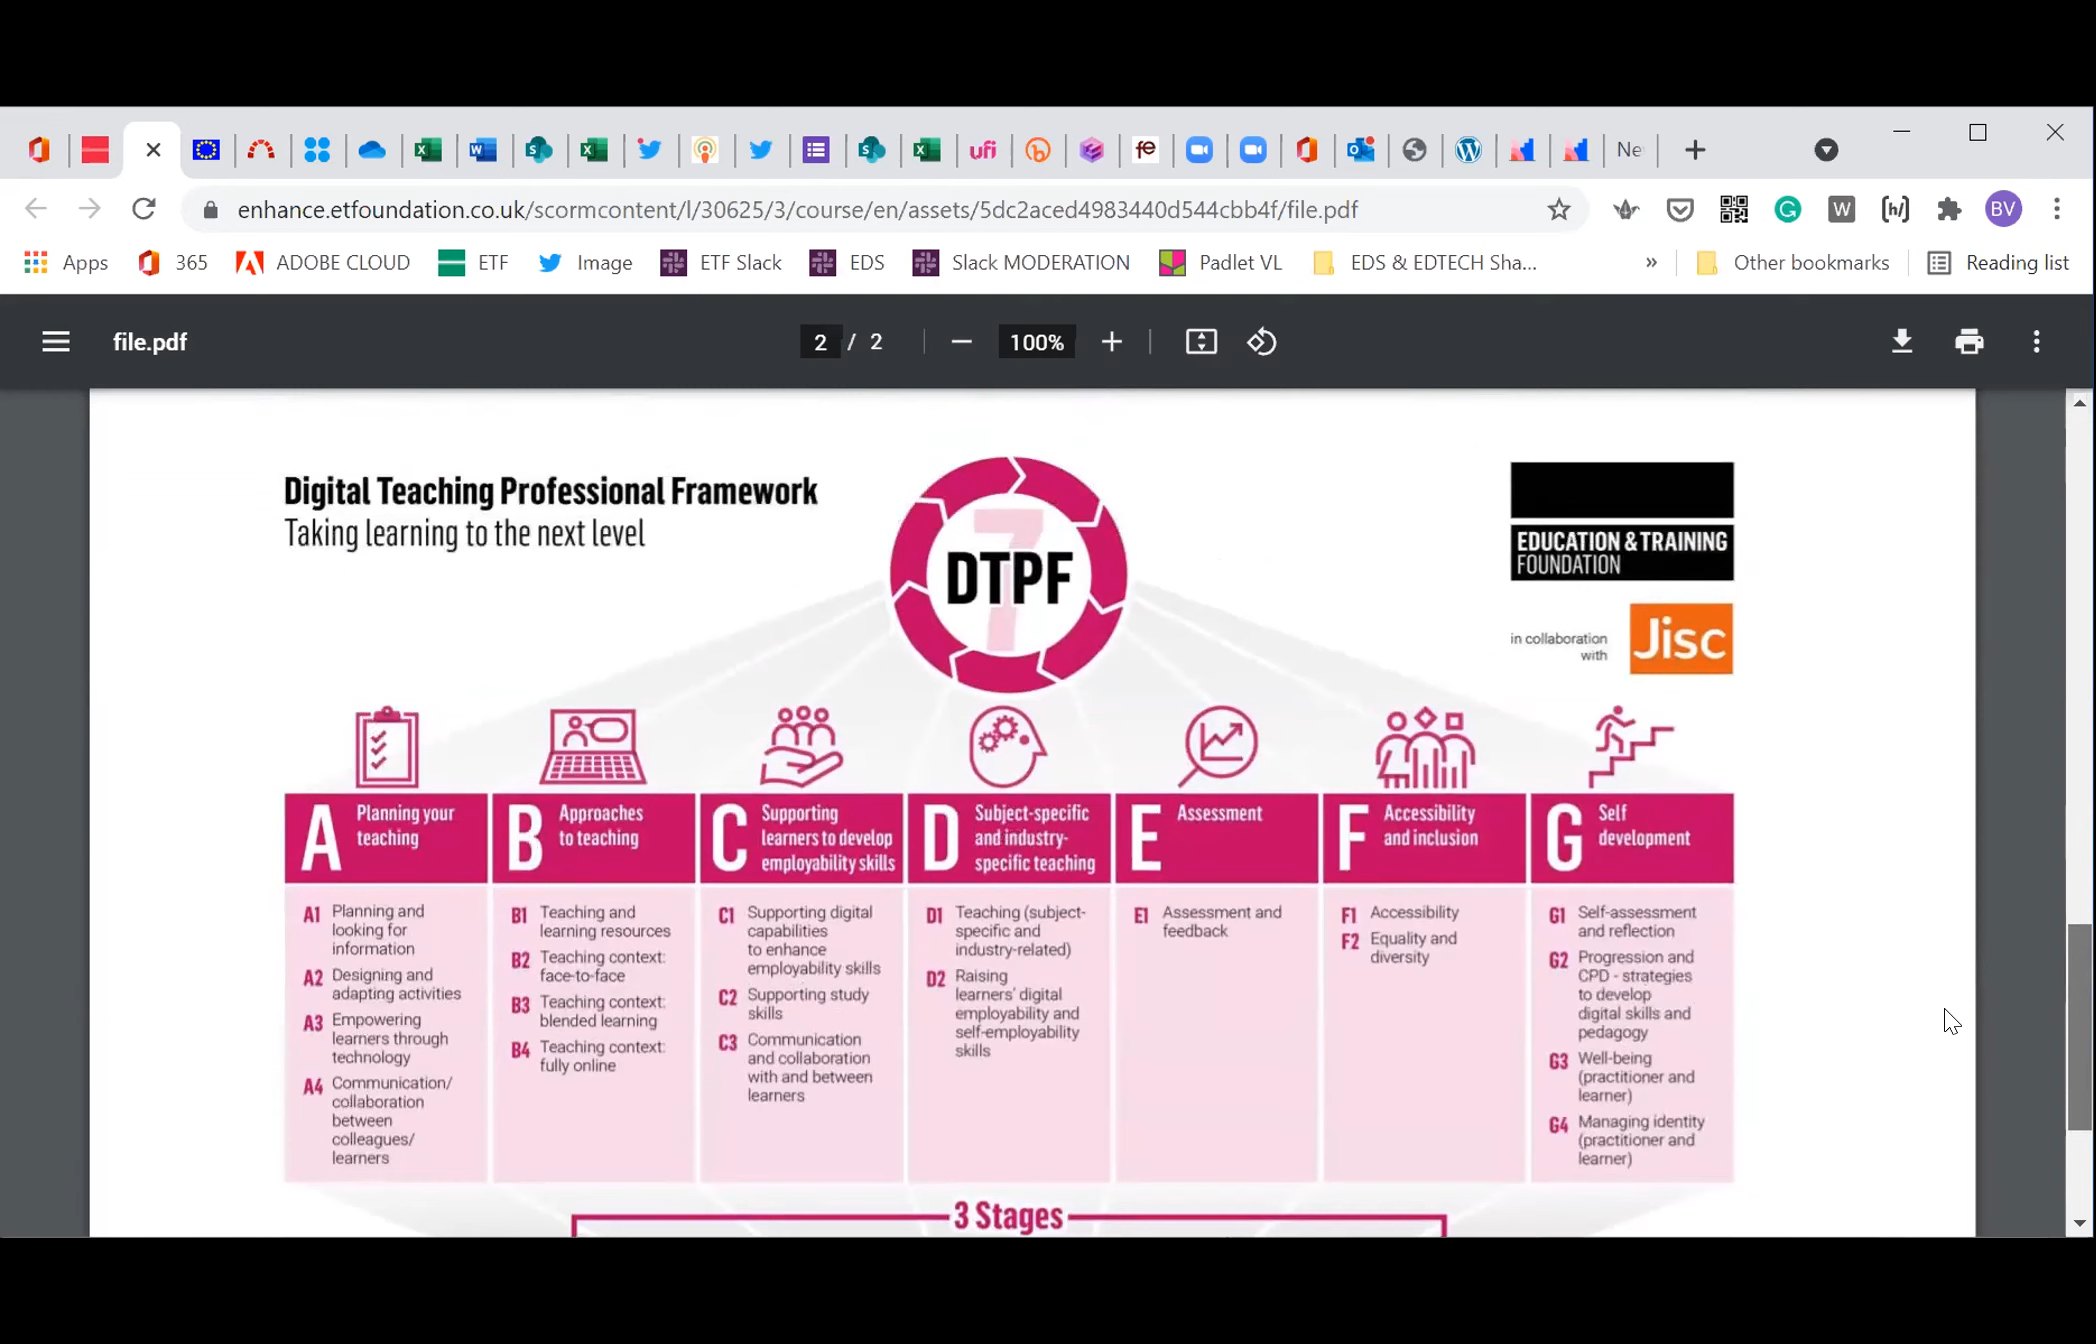 ufi
fe
Ne
enhance.etfoundation.co.uk/scormcontent/l/30625/3/course/en/assets/5dc2aced4983440d544cbb4f/file.pdf
W
[h/]
BV
Apps
365
ADOBE CLOUD
ETF
Image
ETF Slack
EDS
Slack MODERATION
Padlet VL
EDS & EDTECH Sha...
»
Other bookmarks
Reading list
file.pdf
2 / 2
100%
Digital Teaching Professional Framework
Taking learning to the next level
7
DTPF
EDUCATION & TRAINING
FOUNDATION
in collaboration
with
Jisc
A Planning your
teaching
A1 Planning and
looking for
information
A2 Designing and
adapting activities
A3 Empowering
learners through
technology
A4 Communication/
collaboration
between
colleagues/
learners
B Approaches
to teaching
B1 Teaching and
learning resources
B2 Teaching context:
face-to-face
B3 Teaching context:
blended learning
B4 Teaching context:
fully online
C Supporting
learners to develop
employability skills
C1 Supporting digital
capabilities
to enhance
employability skills
C2 Supporting study
skills
C3 Communication
and collaboration
with and between
learners
D Subject-specific
and industry-
specific teaching
D1 Teaching (subject-
specific and
industry-related)
D2 Raising
learners' digital
employability and
self-employability
skills
E Assessment
E1 Assessment and
feedback
F Accessibility
and inclusion
F1 Accessibility
F2 Equality and
diversity
G Self
development
G1 Self-assessment
and reflection
G2 Progression and
CPD - strategies
to develop
digital skills and
pedagogy
G3 Well-being
(practitioner and
learner)
G4 Managing identity
(practitioner and
learner)
3 Stages